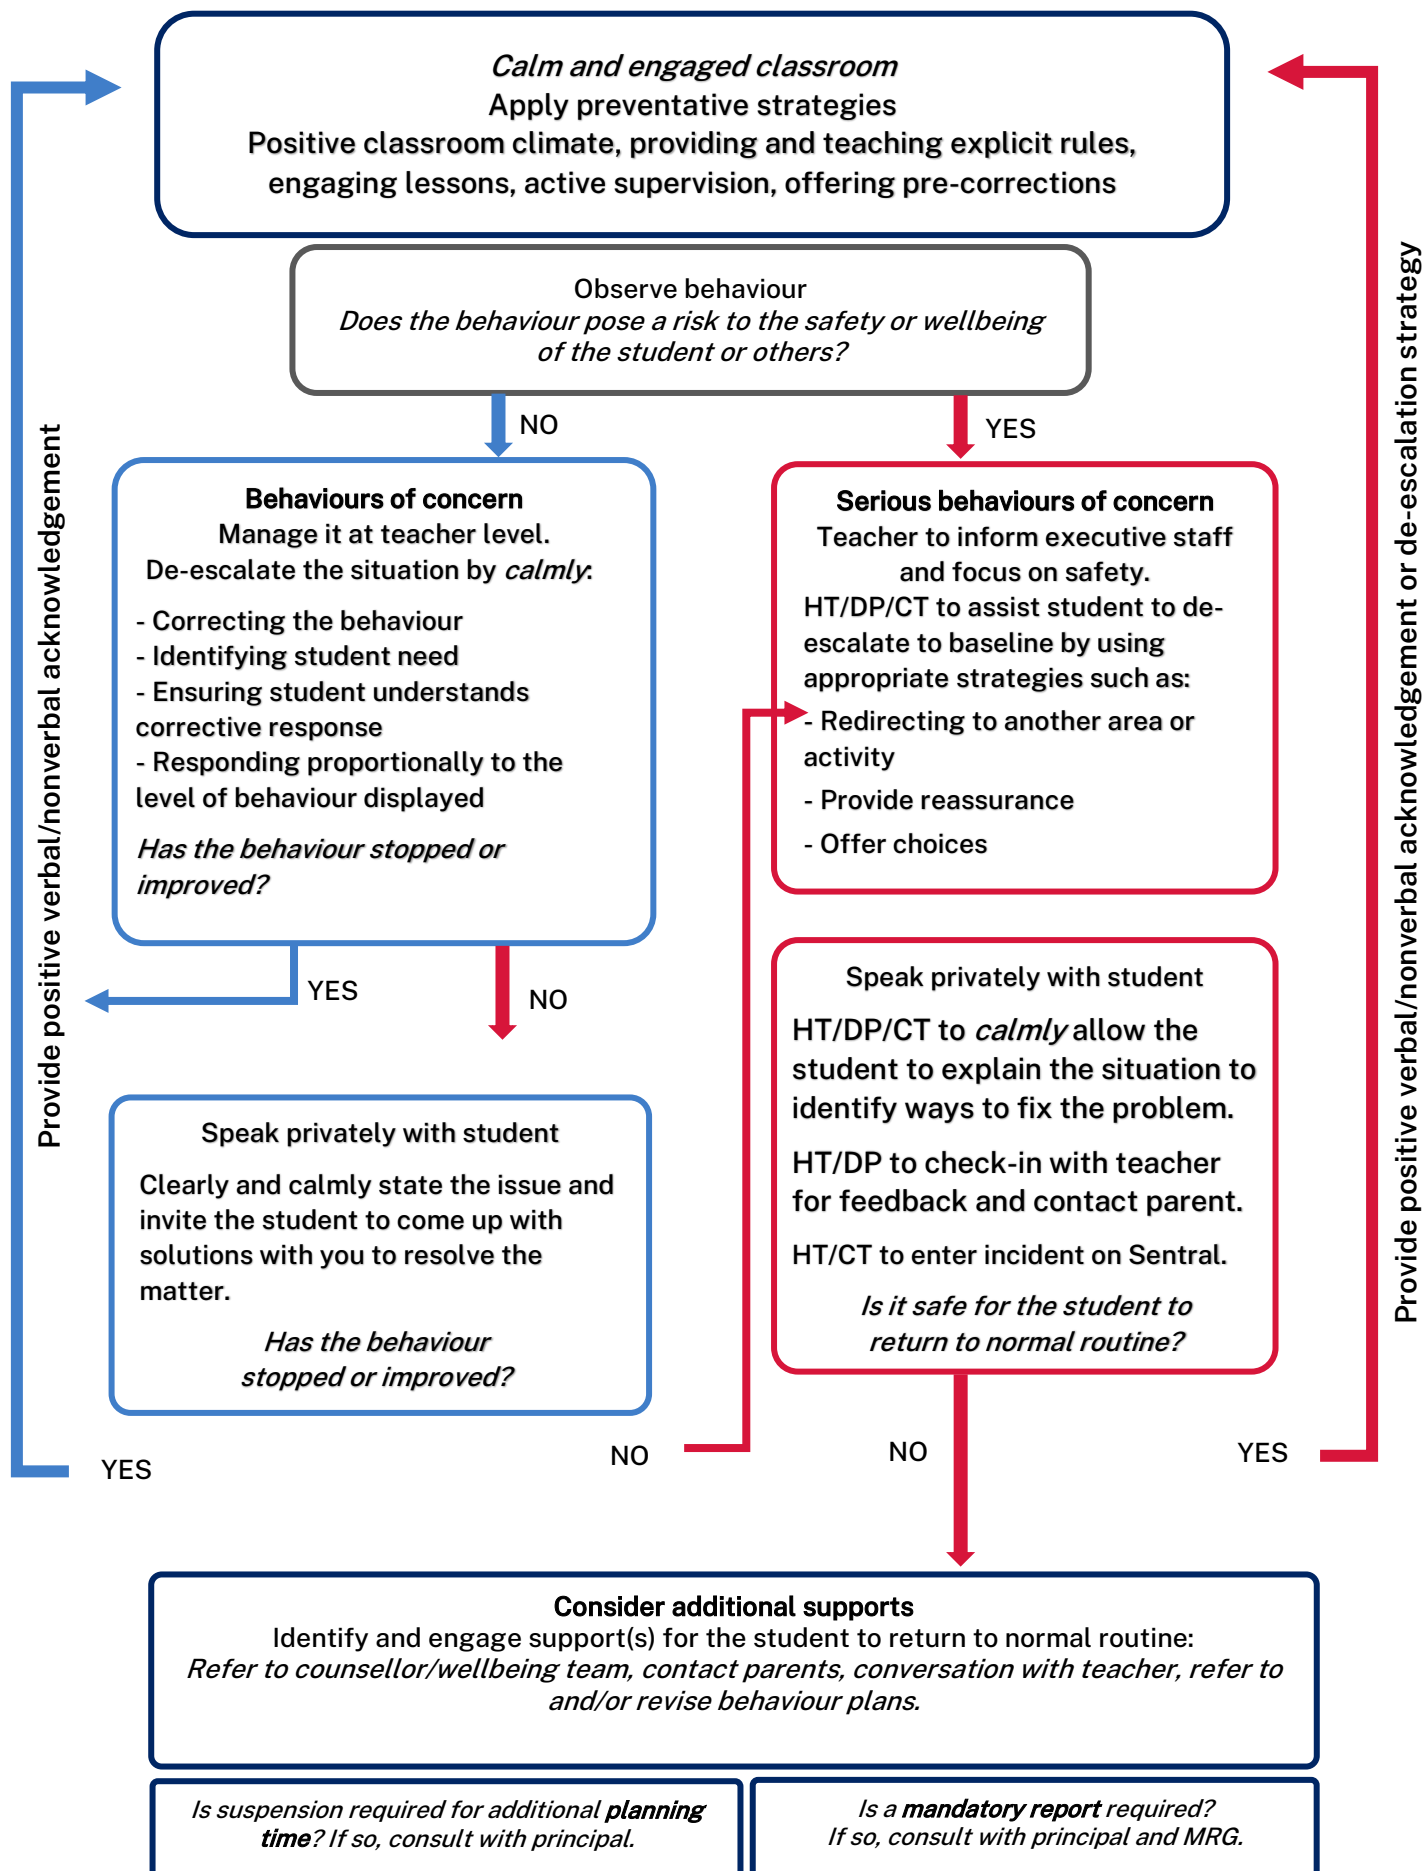 Calm and engaged classroom
Apply preventative strategies
Positive classroom climate, providing and teaching explicit rules,
engaging lessons, active supervision, offering pre-corrections
Observe behaviour
Does the behaviour pose a risk to the safety or wellbeing
of the student or others?
NO
YES
Behaviours of concern
Manage it at teacher level.
De-escalate the situation by calmly:
- Correcting the behaviour
- Identifying student need
- Ensuring student understands
corrective response
- Responding proportionally to the
level of behaviour displayed
Has the behaviour stopped or
improved?
YES
NO
Serious behaviours of concern
Teacher to inform executive staff
and focus on safety.
HT/DP/CT to assist student to de-
escalate to baseline by using
appropriate strategies such as:
- Redirecting to another area or
activity
- Provide reassurance
- Offer choices
Speak privately with student
Clearly and calmly state the issue and
invite the student to come up with
solutions with you to resolve the
matter.
Has the behaviour
stopped or improved?
YES
NO
Speak privately with student
HT/DP/CT to calmly allow the
student to explain the situation to
identify ways to fix the problem.
HT/DP to check-in with teacher
for feedback and contact parent.
HT/CT to enter incident on Sentral.
Is it safe for the student to
return to normal routine?
NO
YES
Provide positive verbal/nonverbal acknowledgement
Provide positive verbal/nonverbal acknowledgement or de-escalation strategy
Consider additional supports
Identify and engage support(s) for the student to return to normal routine:
Refer to counsellor/wellbeing team, contact parents, conversation with teacher, refer to
and/or revise behaviour plans.
Is suspension required for additional planning
time? If so, consult with principal.
Is a mandatory report required?
If so, consult with principal and MRG.